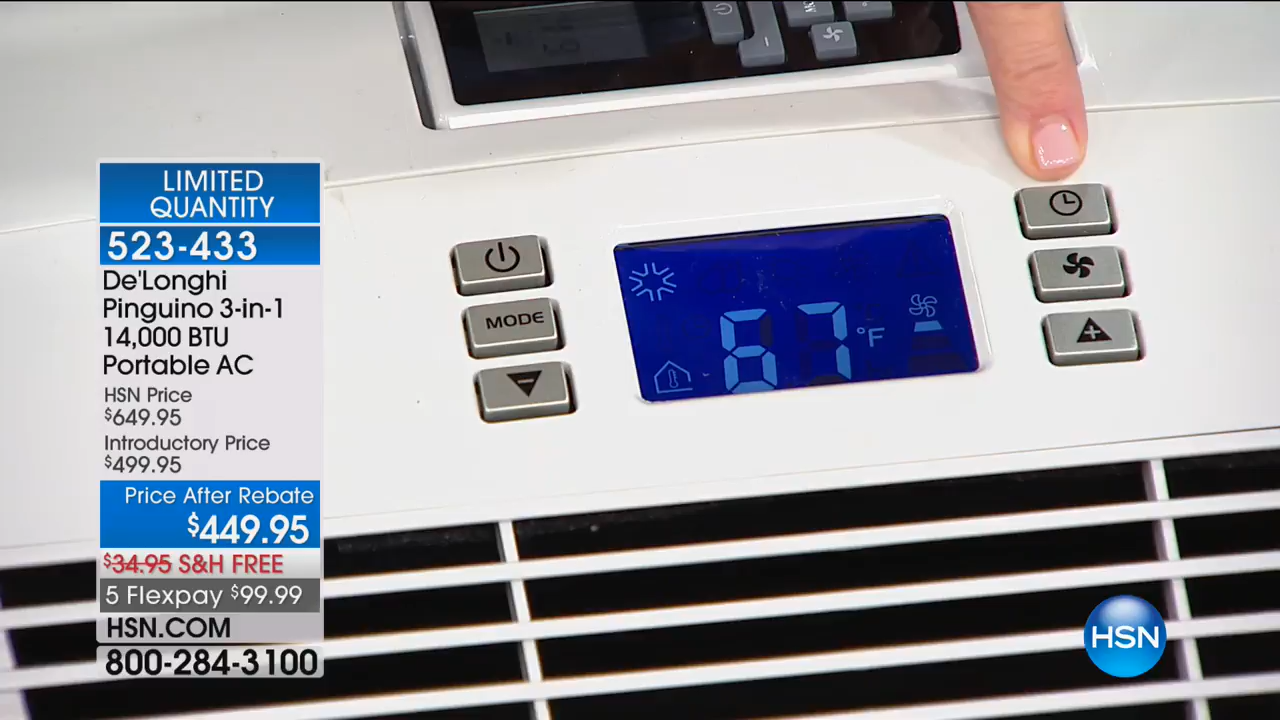 LIMITED
QUANTITY
523-433
De'Longhi
Pinguino 3-in-1
14,000 BTU
Portable AC
HSN Price
$649.95
Introductory Price
$499.95
Price After Rebate
$449.95
$34.95 S&H FREE
5 Flexpay $99.99
HSN.COM
800-284-3100
MODE
67°F
HSN